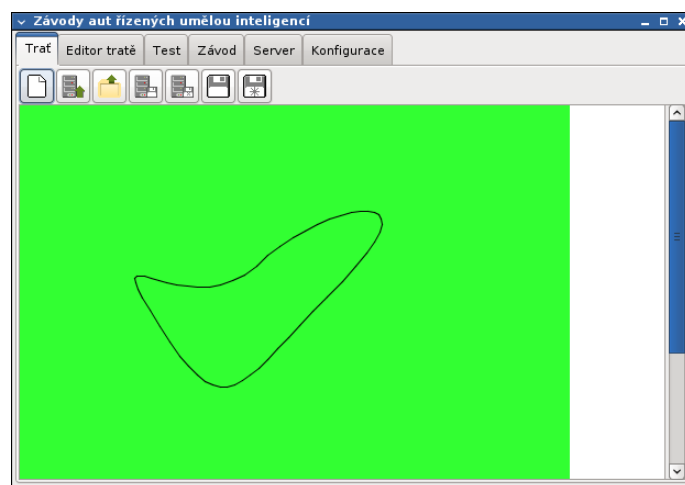 Závody aut řízených umělou inteligencí
Trať Editor tratě Test Závod Server Konfigurace